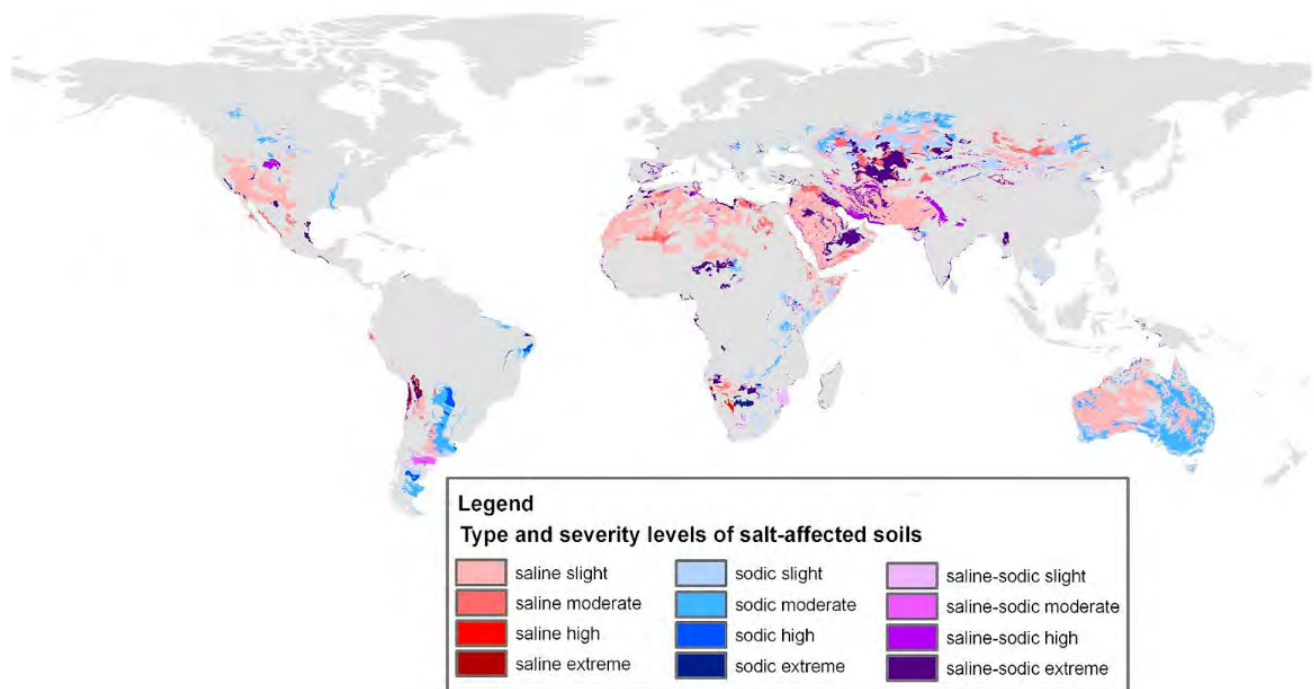 Legend
Type and severity levels of salt-affected soils
saline slight
saline moderate
saline high
saline extreme
sodic slight
sodic moderate
sodic high
sodic extreme
saline-sodic slight
saline-sodic moderate
saline-sodic high
saline-sodic extreme